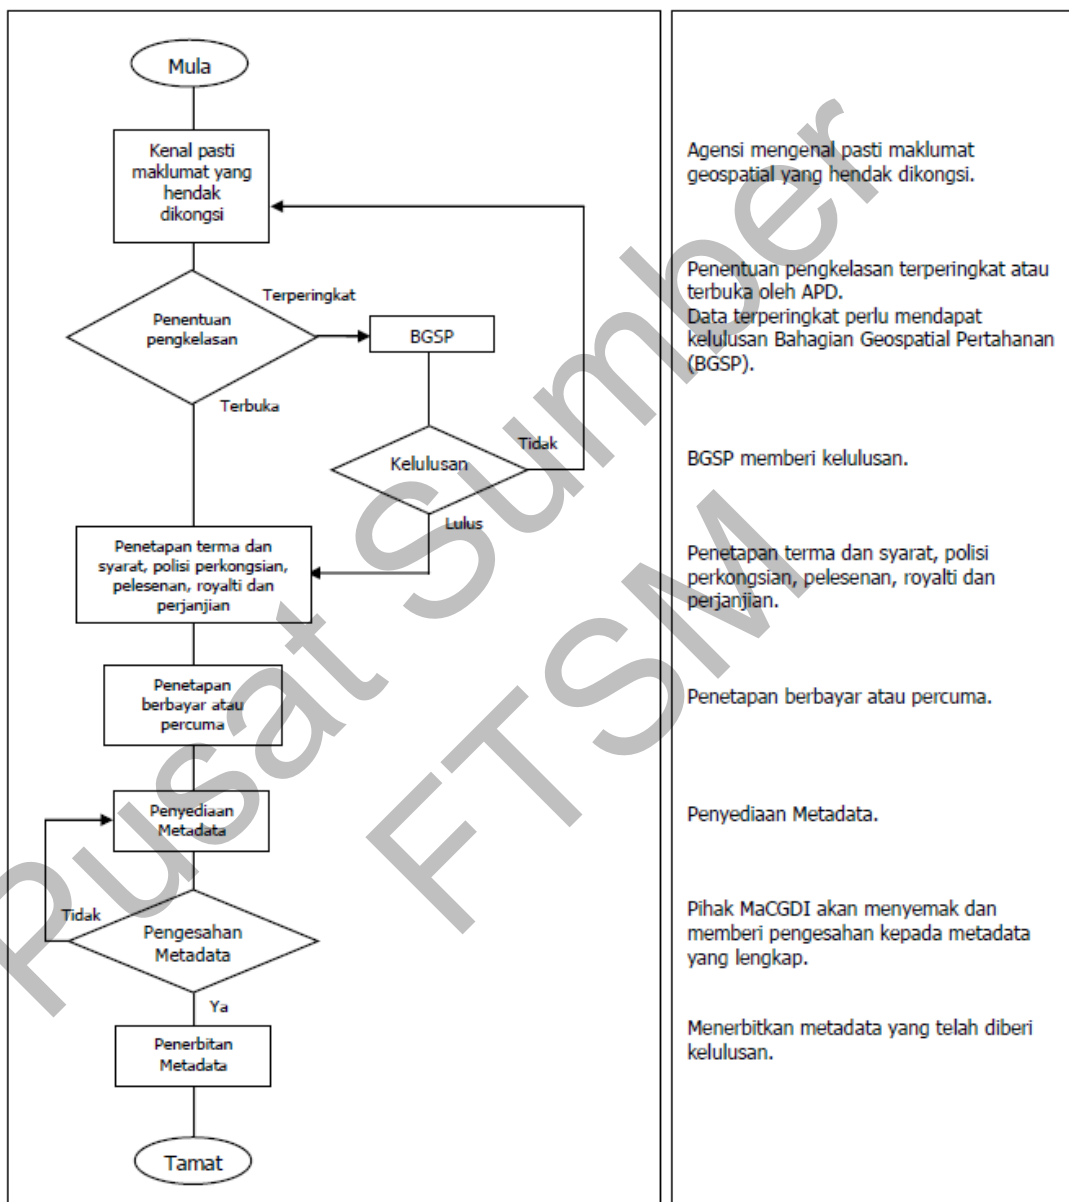 Mula
Kenal pasti
maklumat yang
hendak
dikongsi
Penentuan
pengkelasan
Terperingkat
BGSP
Terbuka
Kelulusan
Tidak
Lulus
Penetapan terma dan
syarat, polisi perkongsian,
pelesenan, royalti dan
perjanjian
Penetapan
berbayar atau
percuma
Penyediaan
Metadata
Tidak
Pengesahan
Metadata
Ya
Penerbitan
Metadata
Tamat
Agensi mengenal pasti maklumat
geospatial yang hendak dikongsi.
Penentuan pengkelasan terperingkat atau
terbuka oleh APD.
Data terperingkat perlu mendapat
kelulusan Bahagian Geospatial Pertahanan
(BGSP).
BGSP memberi kelulusan.
Penetapan terma dan syarat, polisi
perkongsian, pelesenan, royalti dan
perjanjian.
Penetapan berbayar atau percuma.
Penyediaan Metadata.
Pihak MaCGDI akan menyemak dan
memberi pengesahan kepada metadata
yang lengkap.
Menerbitkan metadata yang telah diberi
kelulusan.
Pusat Sumber
FTSM